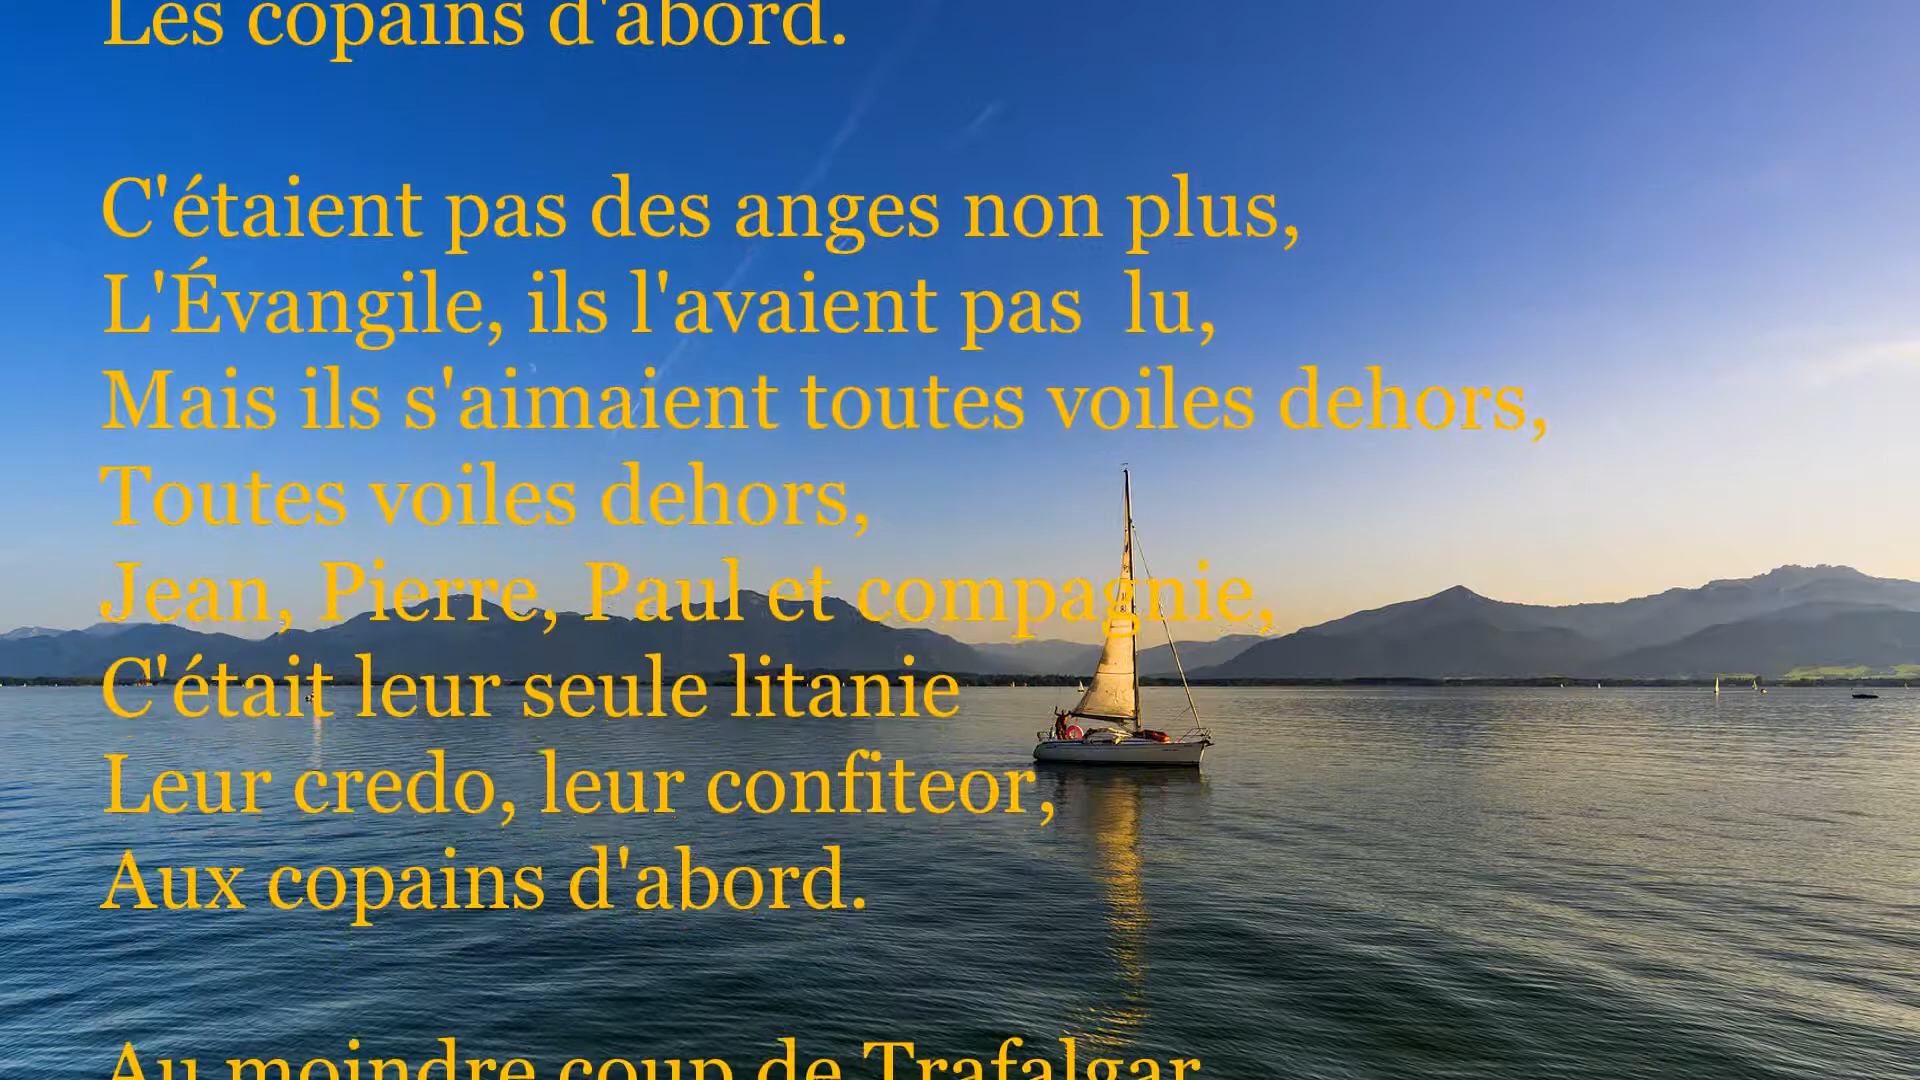 Les copains d'abord.
C'étaient pas des anges non plus,
L'Évangile, ils l'avaient pas  lu,
Mais ils s'aimaient toutes voiles dehors,
Toutes voiles dehors,
Jean, Pierre, Paul et compagnie,
C'était leur seule litanie
Leur credo, leur confiteor,
Aux copains d'abord.
Au moindre coup de Trafalgar